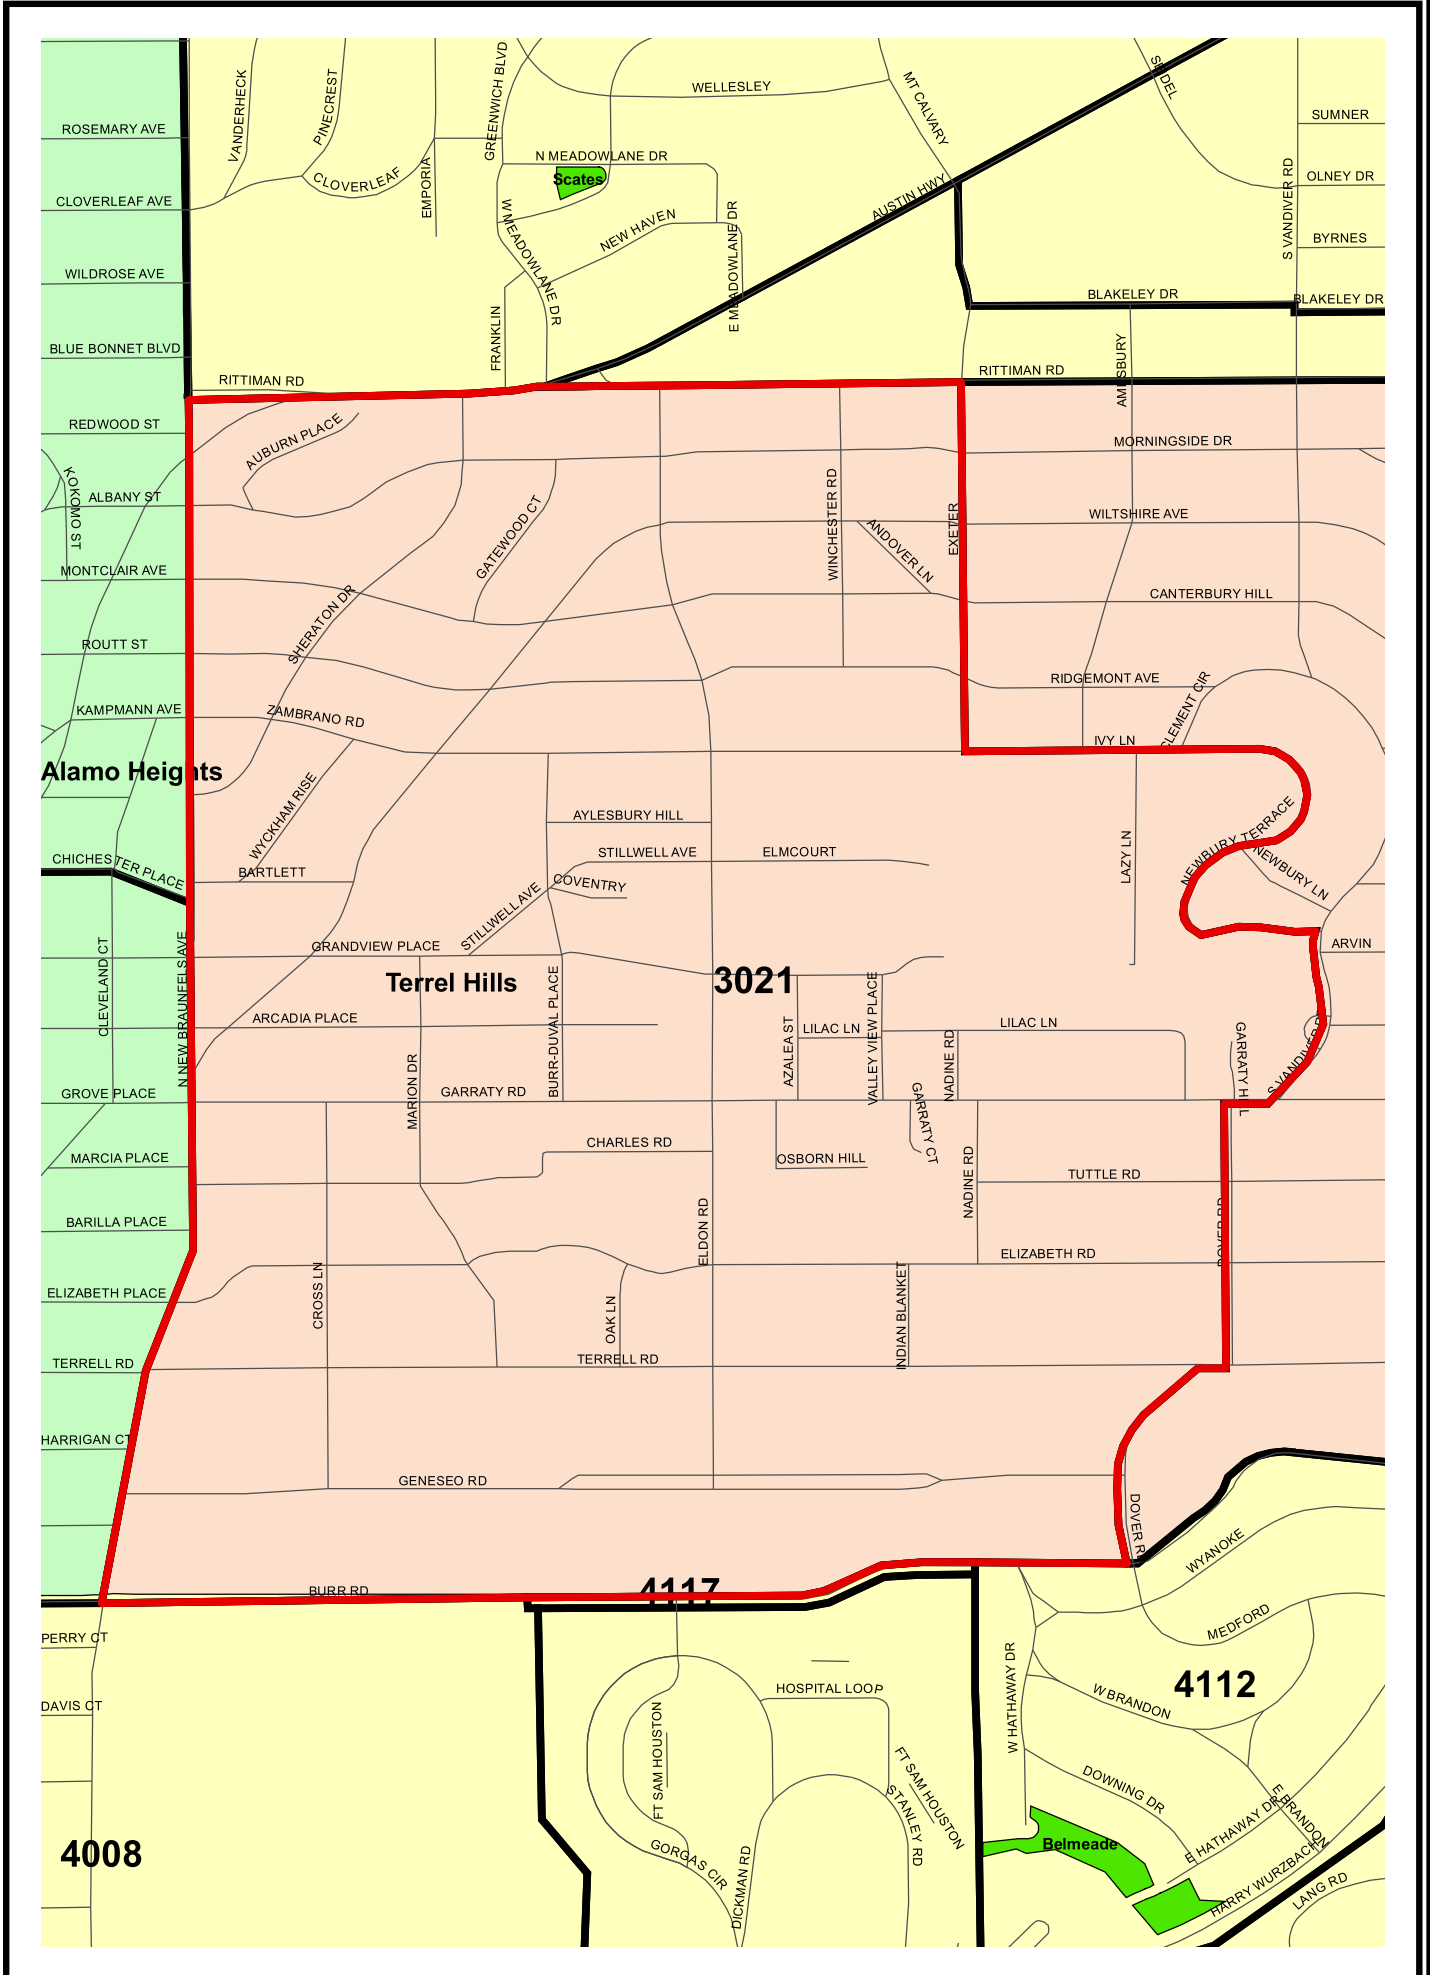 VANDERHECK
PINECREST
GREENWICH BLVD
WELLESLEY
MT CALVARY
SEIDEL
SUMNER
ROSEMARY AVE
CLOVERLEAF
EMPORIA
N MEADOWLANE DR
Scates
AUSTIN HWY
S VANDIVER RD
OLNEY DR
CLOVERLEAF AVE
W MEADOWLANE DR
NEW HAVEN
E MEADOWLANE DR
BYRNES
WILDROSE AVE
BLAKELEY DR
BLAKELEY DR
BLUE BONNET BLVD
FRANKLIN
RITTIMAN RD
RITTIMAN RD
AMESBURY
REDWOOD ST
AUBURN PLACE
MORNINGSIDE DR
KOKOMO ST
ALBANY ST
GATEWOOD CT
WINCHESTER RD
ANDOVER LN
EXETER
WILTSHIRE AVE
MONTCLAIR AVE
SHERATON DR
CANTERBURY HILL
ROUTT ST
RIDGEMONT AVE
CLEMENT CIR
KAMPMANN AVE
ZAMBRANO RD
IVY LN
Alamo Heights
WYCKHAM RISE
AYLESBURY HILL
LAZY LN
NEWBURY TERRACE
NEWBURY LN
CHICHESTER PLACE
BARTLETT
STILLWELL AVE
ELMCOURT
COVENTRY
STILLWELL AVE
CLEVELAND CT
N NEW BRAUNFELS AVE
GRANDVIEW PLACE
ARVIN
Terrel Hills
3021
BURR-DUVAL PLACE
ARCADIA PLACE
AZALEA ST
LILAC LN
VALLEY VIEW PLACE
LILAC LN
NADINE RD
GARRATY HILL
S VANDIVER RD
GROVE PLACE
MARION DR
GARRATY RD
GARRATY CT
MARCIA PLACE
CHARLES RD
OSBORN HILL
NADINE RD
TUTTLE RD
BARILLA PLACE
ELDON RD
DOVER RD
ELIZABETH RD
ELIZABETH PLACE
CROSS LN
OAK LN
INDIAN BLANKET
TERRELL RD
TERRELL RD
HARRIGAN CT
GENESEO RD
DOVER RD
WYANOKE
BURR RD
4117
PERRY CT
MEDFORD
W HATHAWAY DR
4112
DAVIS CT
HOSPITAL LOOP
W BRANDON
FT SAM HOUSTON
FT SAM HOUSTON
STANLEY RD
DOWNING DR
E BRANDON
E HATHAWAY DR
4008
GORGAS CIR
DICKMAN RD
Belmeade
HARRY WURZBACH
LANG RD